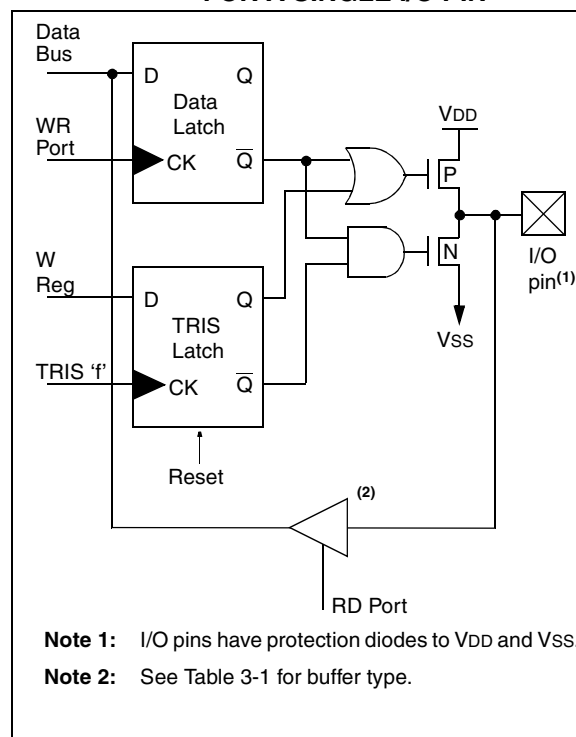 Data
Bus
D
Q
Data
Latch
WR
Port
CK
Q
VDD
P
W
Reg
D
Q
TRIS
Latch
N
I/O
pin(1)
VSS
TRIS 'f'
CK
Q
Reset
(2)
RD Port
Note 1: I/O pins have protection diodes to VDD and VSS.
Note 2: See Table 3-1 for buffer type.